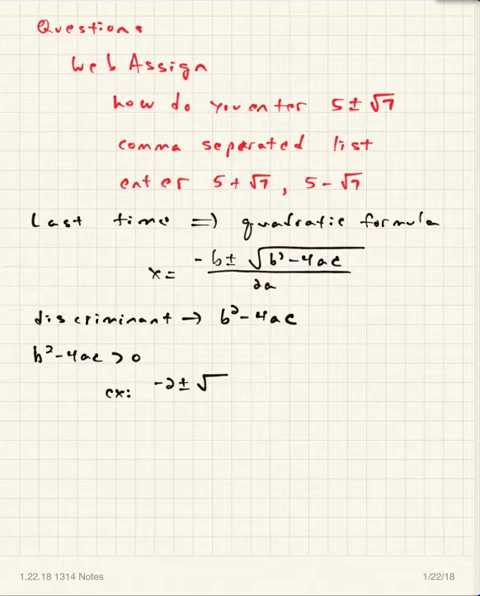 Questions
Web Assign
how do you enter 5 ± √7
comma separated list
enter 5 + √7 , 5 - √7
Last time => quadratic formula
x = (-b ± √(b² - 4ac)) / 2a
discriminant → b² - 4ac
b² - 4ac > 0
ex: -2 ± √
1.22.18 1314 Notes
1/22/18